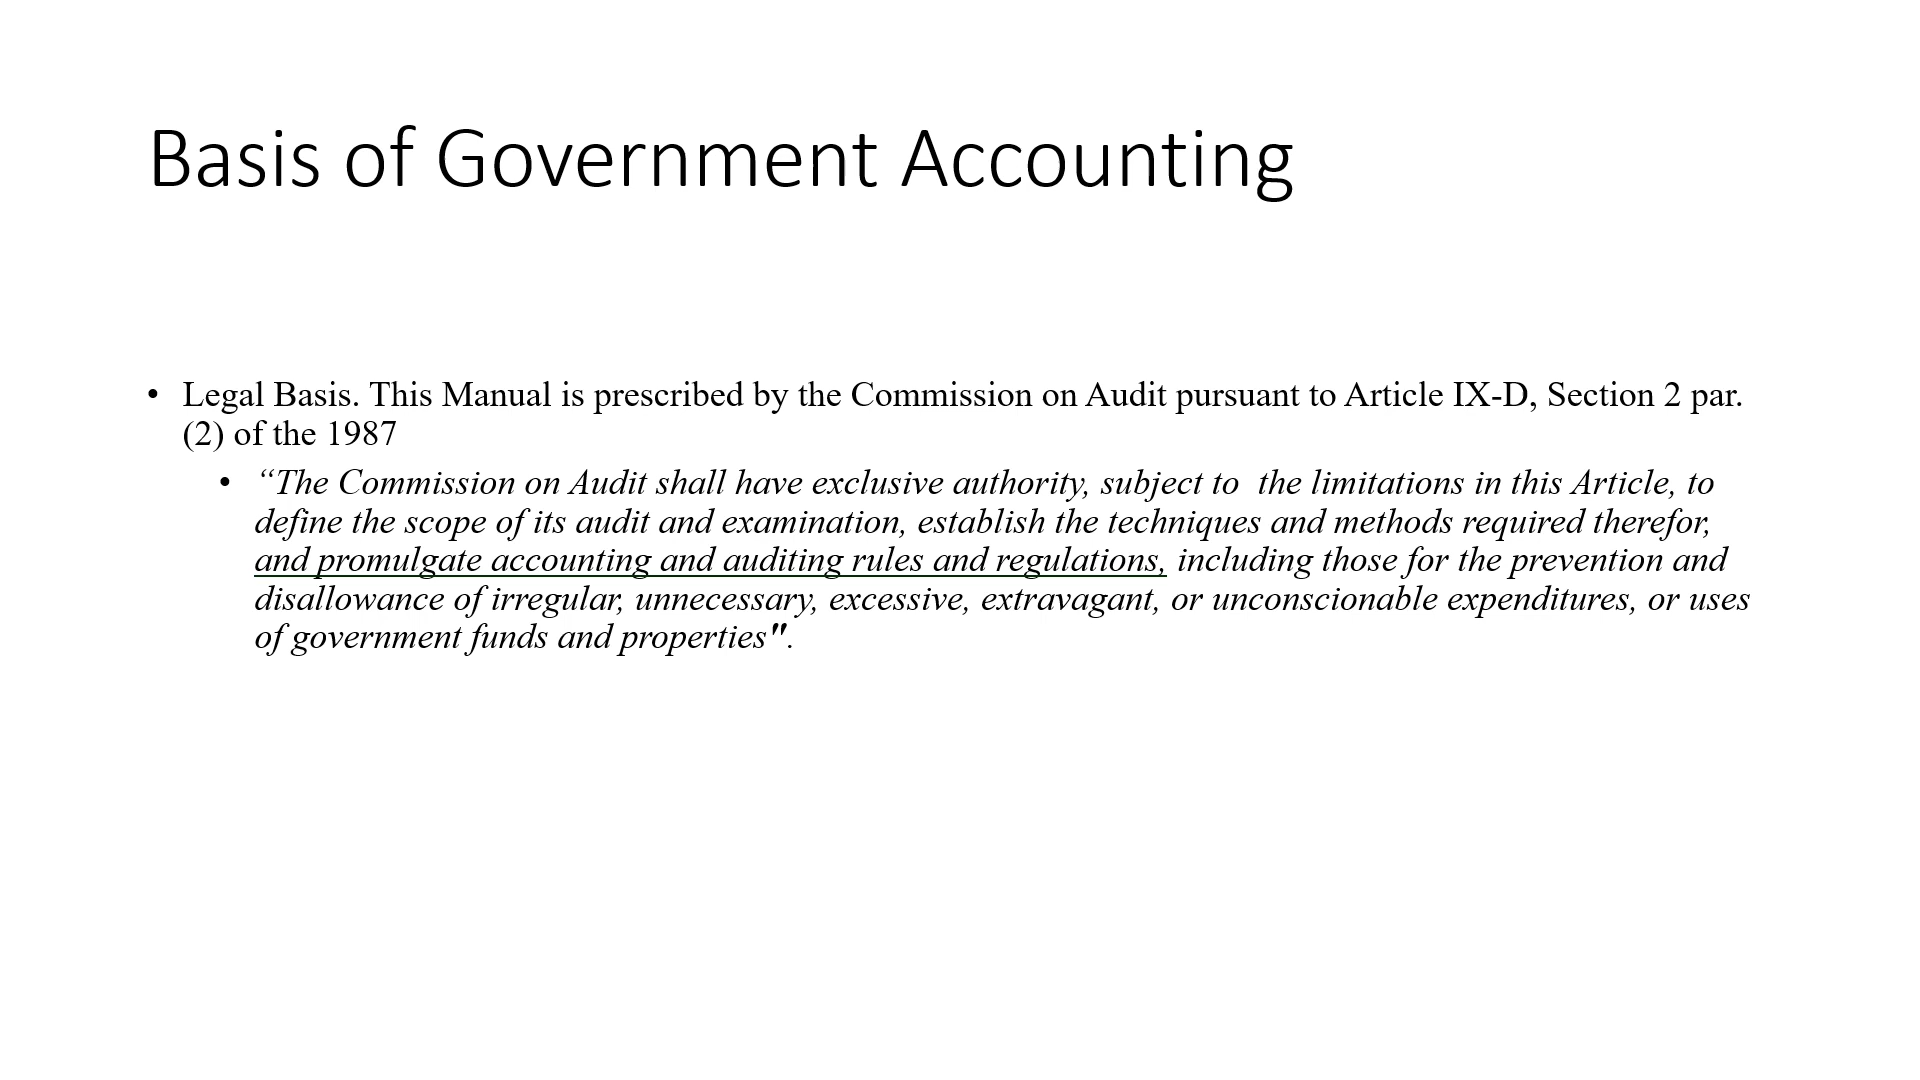 Basis of Government Accounting
• Legal Basis. This Manual is prescribed by the Commission on Audit pursuant to Article IX-D, Section 2 par.
(2) of the 1987
• “The Commission on Audit shall have exclusive authority, subject to  the limitations in this Article, to
define the scope of its audit and examination, establish the techniques and methods required therefor,
and promulgate accounting and auditing rules and regulations, including those for the prevention and
disallowance of irregular, unnecessary, excessive, extravagant, or unconscionable expenditures, or uses
of government funds and properties".